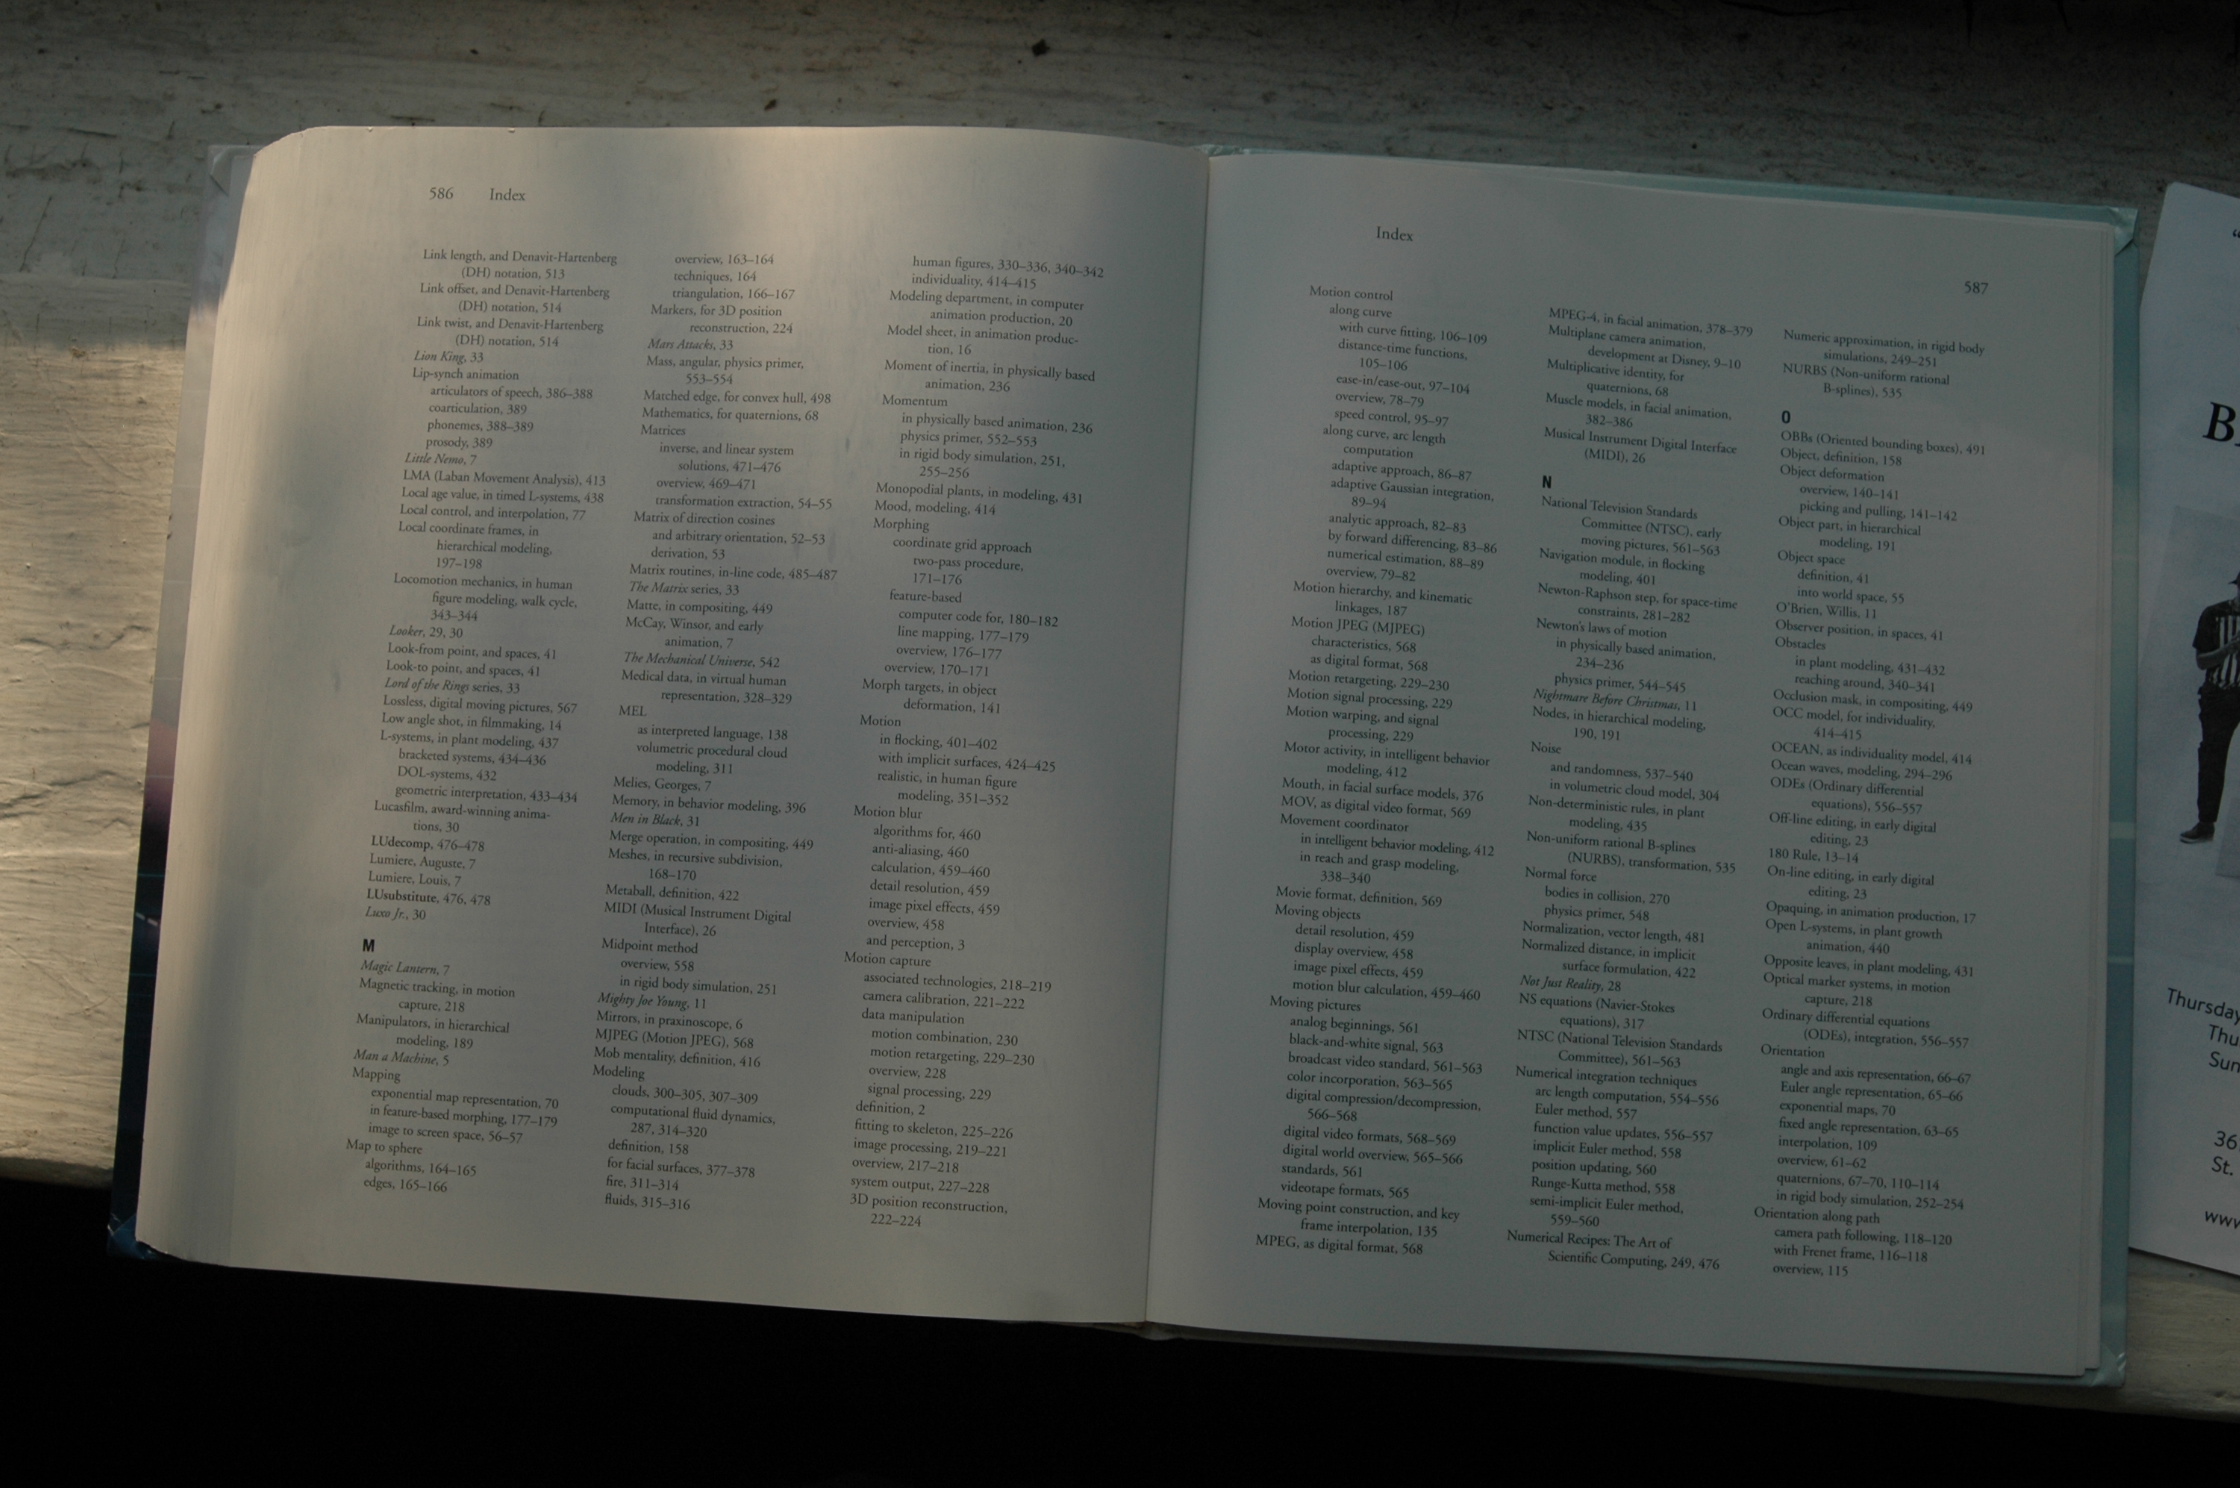 586 Index
Link length, and Denavit-Hartenberg
(DH) notation, 513
Link offset, and Denavit-Hartenberg
(DH) notation, 514
Link twist, and Denavit-Hartenberg
(DH) notation, 514
Lion King, 33
Lip-synch animation
articulators of speech, 386–388
coarticulation, 389
phonemes, 388–389
prosody, 389
Little Nemo, 7
LMA (Laban Movement Analysis), 413
Local age value, in timed L-systems, 438
Local control, and interpolation, 77
Local coordinate frames, in
hierarchical modeling,
197–198
Locomotion mechanics, in human
figure modeling, walk cycle,
343–344
Looker, 29, 30
Look-from point, and spaces, 41
Look-to point, and spaces, 41
Lord of the Rings series, 33
Lossless, digital moving pictures, 567
Low angle shot, in filmmaking, 14
L-systems, in plant modeling, 437
bracketed systems, 434–436
DOL-systems, 432
geometric interpretation, 433–434
Lucasfilm, award-winning anima-
tions, 30
LUdecomp, 476–478
Lumiere, Auguste, 7
Lumiere, Louis, 7
LUsubstitute, 476, 478
Luxo Jr., 30
M
Magic Lantern, 7
Magnetic tracking, in motion
capture, 218
Manipulators, in hierarchical
modeling, 189
Man a Machine, 5
Mapping
exponential map representation, 70
in feature-based morphing, 177–179
image to screen space, 56–57
Map to sphere
algorithms, 164–165
edges, 165–166
overview, 163–164
techniques, 164
triangulation, 166–167
Markers, for 3D position
reconstruction, 224
Mars Attacks, 33
Mass, angular, physics primer,
553–554
Matched edge, for convex hull, 498
Mathematics, for quaternions, 68
Matrices
inverse, and linear system
solutions, 471–476
overview, 469–471
transformation extraction, 54–55
Matrix of direction cosines
and arbitrary orientation, 52–53
derivation, 53
Matrix routines, in-line code, 485–487
The Matrix series, 33
Matte, in compositing, 449
McCay, Winsor, and early
animation, 7
The Mechanical Universe, 542
Medical data, in virtual human
representation, 328–329
MEL
as interpreted language, 138
volumetric procedural cloud
modeling, 311
Melies, Georges, 7
Memory, in behavior modeling, 396
Men in Black, 31
Merge operation, in compositing, 449
Meshes, in recursive subdivision,
168–170
Metaball, definition, 422
MIDI (Musical Instrument Digital
Interface), 26
Midpoint method
overview, 558
in rigid body simulation, 251
Mighty Joe Young, 11
Mirrors, in praxinoscope, 6
MJPEG (Motion JPEG), 568
Mob mentality, definition, 416
Modeling
clouds, 300–305, 307–309
computational fluid dynamics,
287, 314–320
definition, 158
for facial surfaces, 377–378
fire, 311–314
fluids, 315–316
human figures, 330–336, 340–342
individuality, 414–415
Modeling department, in computer
animation production, 20
Model sheet, in animation produc-
tion, 16
Moment of inertia, in physically based
animation, 236
Momentum
in physically based animation, 236
physics primer, 552–553
in rigid body simulation, 251,
255–256
Monopodial plants, in modeling, 431
Mood, modeling, 414
Morphing
coordinate grid approach
two-pass procedure,
171–176
feature-based
computer code for, 180–182
line mapping, 177–179
overview, 176–177
overview, 170–171
Morph targets, in object
deformation, 141
Motion
in flocking, 401–402
with implicit surfaces, 424–425
realistic, in human figure
modeling, 351–352
Motion blur
algorithms for, 460
anti-aliasing, 460
calculation, 459–460
detail resolution, 459
image pixel effects, 459
overview, 458
and perception, 3
Motion capture
associated technologies, 218–219
camera calibration, 221–222
data manipulation
motion combination, 230
motion retargeting, 229–230
overview, 228
signal processing, 229
definition, 2
fitting to skeleton, 225–226
image processing, 219–221
overview, 217–218
system output, 227–228
3D position reconstruction,
222–224
Index
587
Motion control
along curve
with curve fitting, 106–109
distance-time functions,
105–106
ease-in/ease-out, 97–104
overview, 78–79
speed control, 95–97
along curve, arc length
computation
adaptive approach, 86–87
adaptive Gaussian integration,
89–94
analytic approach, 82–83
by forward differencing, 83–86
numerical estimation, 88–89
overview, 79–82
Motion hierarchy, and kinematic
linkages, 187
Motion JPEG (MJPEG)
characteristics, 568
as digital format, 568
Motion retargeting, 229–230
Motion signal processing, 229
Motion warping, and signal
processing, 229
Motor activity, in intelligent behavior
modeling, 412
Mouth, in facial surface models, 376
MOV, as digital video format, 569
Movement coordinator
in intelligent behavior modeling, 412
in reach and grasp modeling,
338–340
Movie format, definition, 569
Moving objects
detail resolution, 459
display overview, 458
image pixel effects, 459
motion blur calculation, 459–460
Moving pictures
analog beginnings, 561
black-and-white signal, 563
broadcast video standard, 561–563
color incorporation, 563–565
digital compression/decompression,
566–568
digital video formats, 568–569
digital world overview, 565–566
standards, 561
videotape formats, 565
Moving point construction, and key
frame interpolation, 135
MPEG, as digital format, 568
MPEG-4, in facial animation, 378–379
Multiplane camera animation,
development at Disney, 9–10
Multiplicative identity, for
quaternions, 68
Muscle models, in facial animation,
382–386
Musical Instrument Digital Interface
(MIDI), 26
N
National Television Standards
Committee (NTSC), early
moving pictures, 561–563
Navigation module, in flocking
modeling, 401
Newton-Raphson step, for space-time
constraints, 281–282
Newton's laws of motion
in physically based animation,
234–236
physics primer, 544–545
Nightmare Before Christmas, 11
Nodes, in hierarchical modeling,
190, 191
Noise
and randomness, 537–540
in volumetric cloud model, 304
Non-deterministic rules, in plant
modeling, 435
Non-uniform rational B-splines
(NURBS), transformation, 535
Normal force
bodies in collision, 270
physics primer, 548
Normalization, vector length, 481
Normalized distance, in implicit
surface formulation, 422
Not Just Reality, 28
NS equations (Navier-Stokes
equations), 317
NTSC (National Television Standards
Committee), 561–563
Numerical integration techniques
arc length computation, 554–556
Euler method, 557
function value updates, 556–557
implicit Euler method, 558
position updating, 560
Runge-Kutta method, 558
semi-implicit Euler method,
559–560
Numerical Recipes: The Art of
Scientific Computing, 249, 476
Numeric approximation, in rigid body
simulations, 249–251
NURBS (Non-uniform rational
B-splines), 535
O
OBBs (Oriented bounding boxes), 491
Object, definition, 158
Object deformation
overview, 140–141
picking and pulling, 141–142
Object part, in hierarchical
modeling, 191
Object space
definition, 41
into world space, 55
O'Brien, Willis, 11
Observer position, in spaces, 41
Obstacles
in plant modeling, 431–432
reaching around, 340–341
Occlusion mask, in compositing, 449
OCC model, for individuality,
414–415
OCEAN, as individuality model, 414
Ocean waves, modeling, 294–296
ODEs (Ordinary differential
equations), 556–557
Off-line editing, in early digital
editing, 23
180 Rule, 13–14
On-line editing, in early digital
editing, 23
Opaquing, in animation production, 17
Open L-systems, in plant growth
animation, 440
Opposite leaves, in plant modeling, 431
Optical marker systems, in motion
capture, 218
Ordinary differential equations
(ODEs), integration, 556–557
Orientation
angle and axis representation, 66–67
Euler angle representation, 65–66
exponential maps, 70
fixed angle representation, 63–65
interpolation, 109
overview, 61–62
quaternions, 67–70, 110–114
in rigid body simulation, 252–254
Orientation along path
camera path following, 118–120
with Frenet frame, 116–118
overview, 115
Thursday
Thu
Sun
36
St.
www